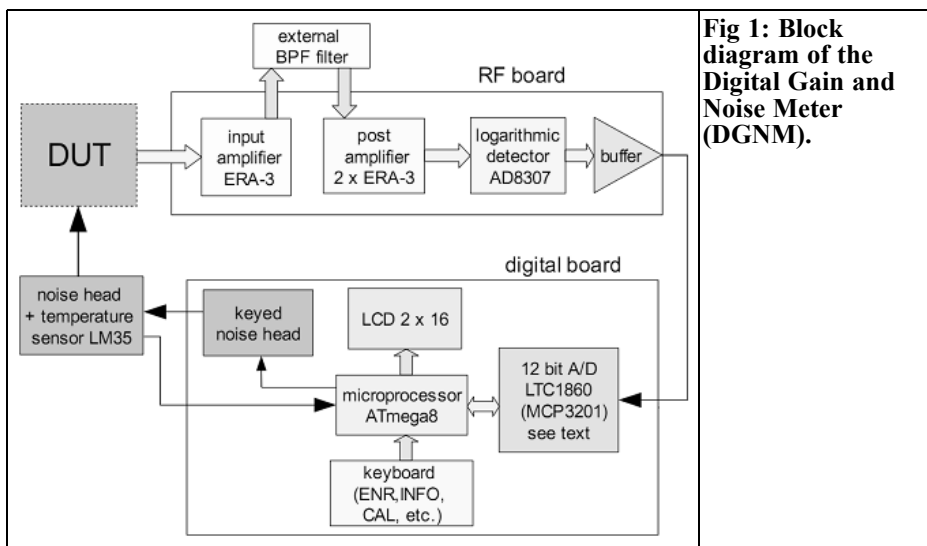 external
BPF filter
RF board
DUT
input
amplifier
ERA-3
post
amplifier
2 x ERA-3
logarithmic
detector
AD8307
buffer
digital board
noise head
+ temperature
sensor LM35
keyed
noise head
LCD 2 x 16
microprocessor
ATmega8
12 bit A/D
LTC1860
(MCP3201)
see text
keyboard
(ENR,INFO,
CAL, etc.)
Fig 1: Block
diagram of the
Digital Gain and
Noise Meter
(DGNM).